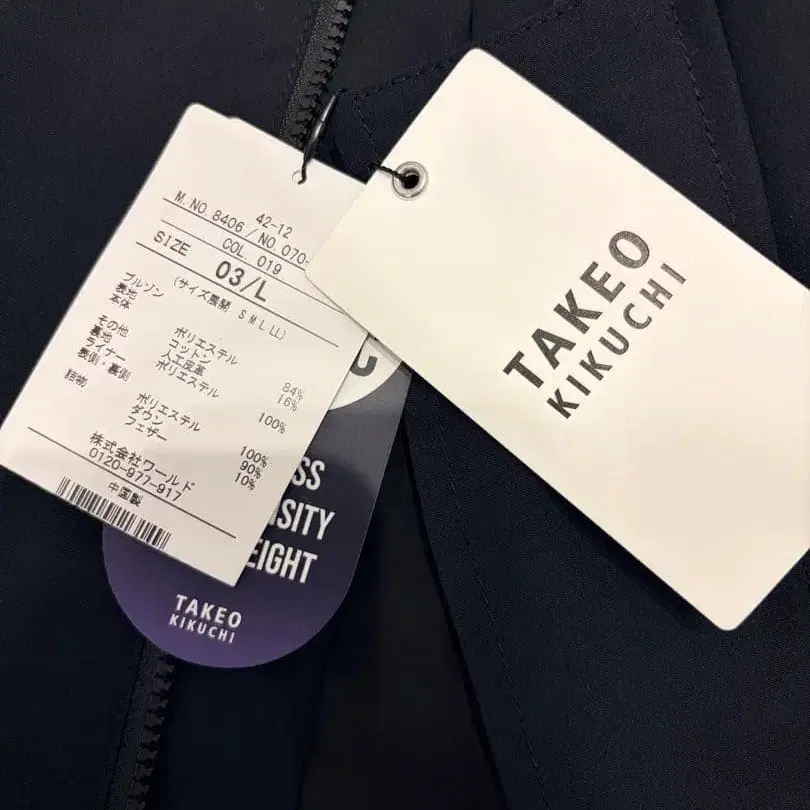 42-12
M.NO 8406 / NO.070-
COL. 019
SIZE 03/L
(サイズ展開 S M L LL)
ブルゾン
表地
本体 ポリエステル 84%
コットン 16%
その他 人工皮革
裏地 ポリエステル 100%
ライナー
表側・裏側 ポリエステル 100%
詰物 ダウン 90%
フェザー 10%
株式会社ワールド
0120-977-917
中国製
TAKEO
KIKUCHI
TAKEO
KIKUCHI